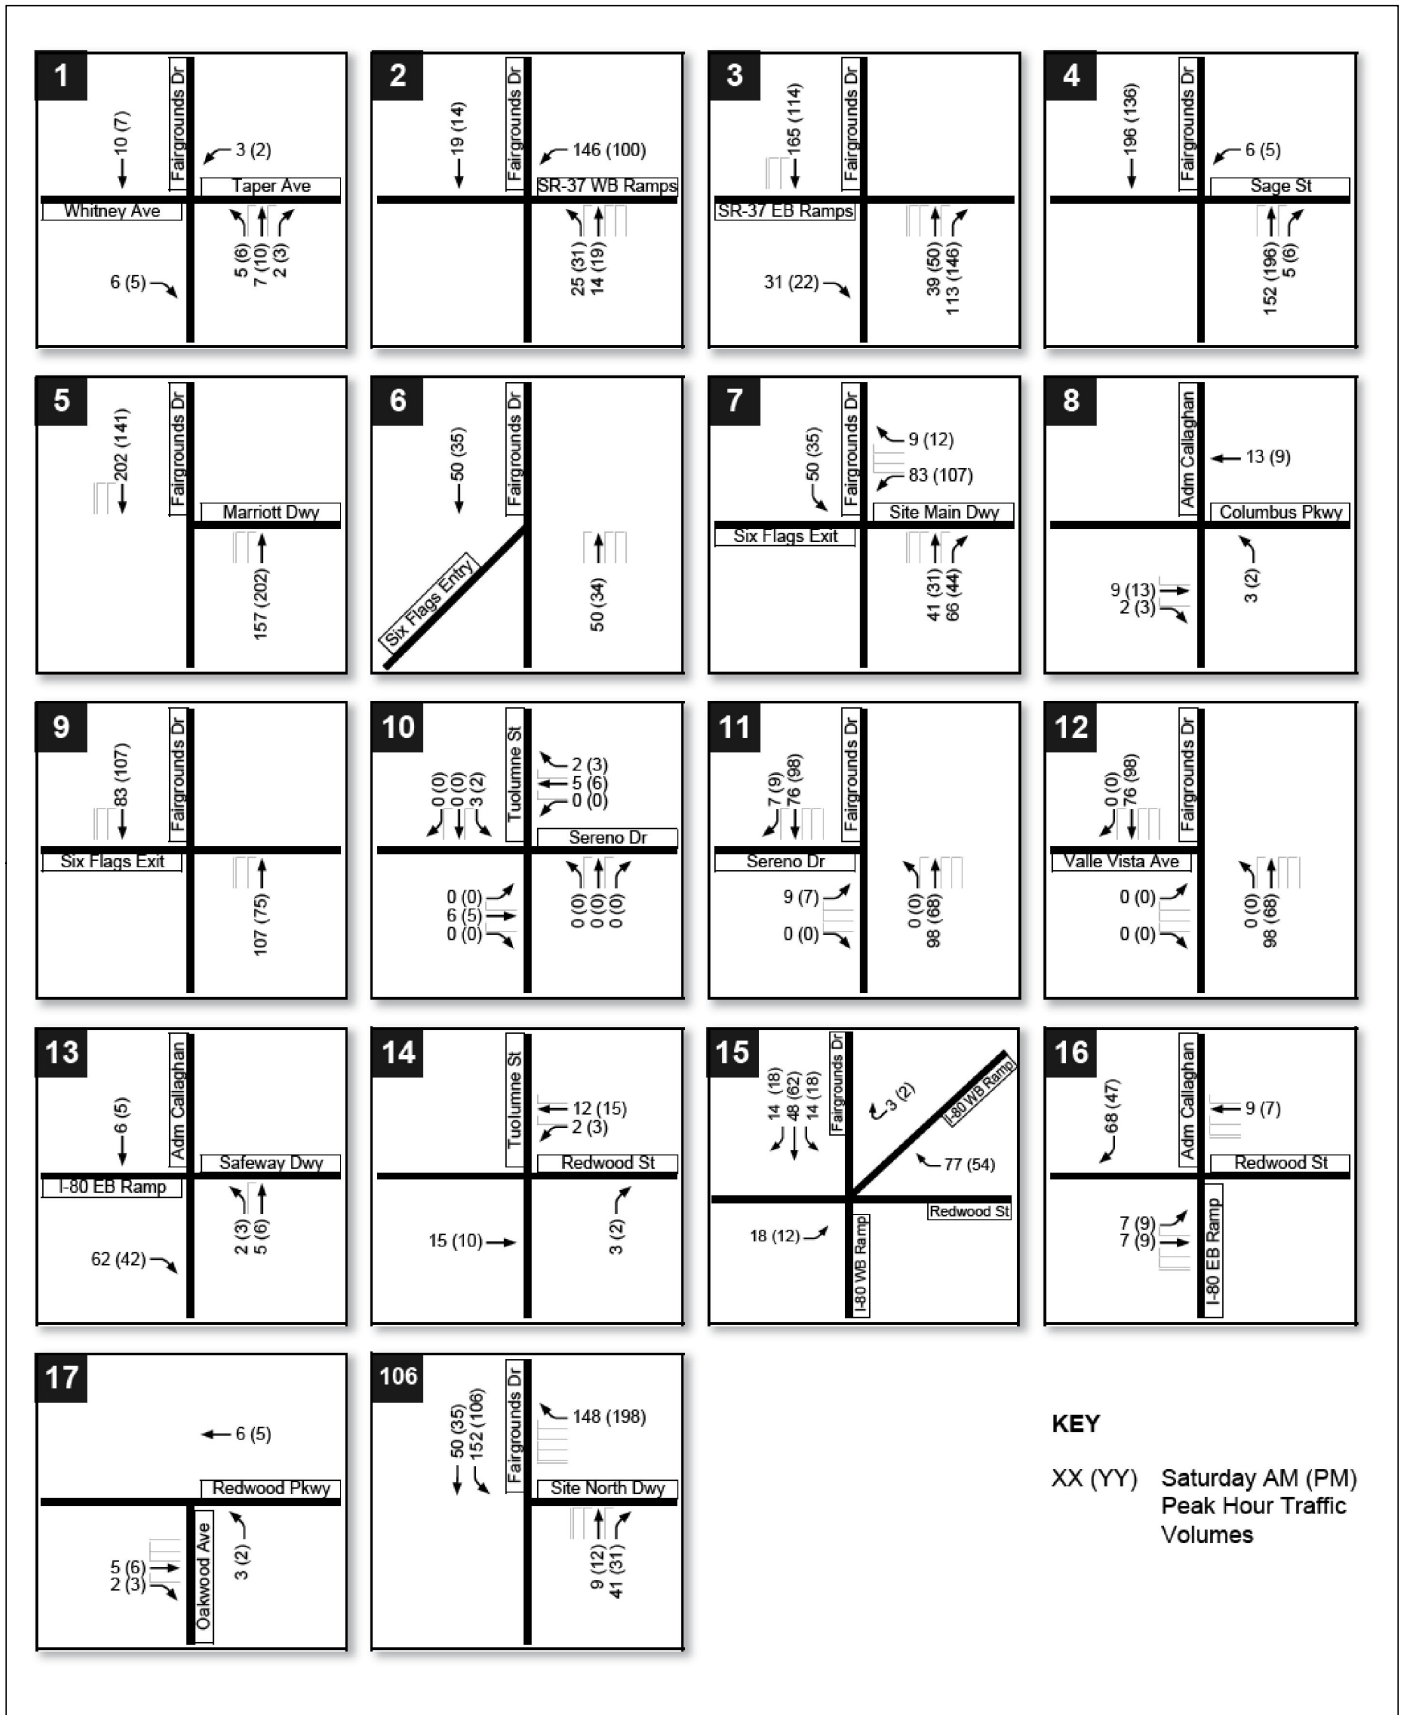 1
Fairgrounds Dr
10 (7)
3 (2)
Taper Ave
Whitney Ave
5 (6)
7 (10)
2 (3)
6 (5)
2
Fairgrounds Dr
19 (14)
146 (100)
SR-37 WB Ramps
25 (31)
14 (19)
3
Fairgrounds Dr
165 (114)
SR-37 EB Ramps
39 (50)
113 (146)
31 (22)
4
Fairgrounds Dr
196 (136)
6 (5)
Sage St
152 (196)
5 (6)
5
Fairgrounds Dr
202 (141)
Marriott Dwy
157 (202)
6
Fairgrounds Dr
50 (35)
Six Flags Entry
50 (34)
7
Fairgrounds Dr
50 (35)
9 (12)
83 (107)
Site Main Dwy
Six Flags Exit
41 (31)
66 (44)
8
Adm Callaghan
13 (9)
Columbus Pkwy
9 (13)
2 (3)
3 (2)
9
Fairgrounds Dr
83 (107)
Six Flags Exit
107 (75)
10
Tuolumne St
0 (0)
0 (0)
3 (2)
2 (3)
5 (6)
0 (0)
Sereno Dr
0 (0)
6 (5)
0 (0)
0 (0)
0 (0)
0 (0)
11
Fairgrounds Dr
7 (9)
76 (98)
Sereno Dr
9 (7)
0 (0)
0 (0)
98 (68)
12
Fairgrounds Dr
0 (0)
76 (98)
Valle Vista Ave
0 (0)
0 (0)
0 (0)
98 (68)
13
Adm Callaghan
6 (5)
Safeway Dwy
I-80 EB Ramp
2 (3)
5 (6)
62 (42)
14
Tuolumne St
12 (15)
2 (3)
Redwood St
15 (10)
3 (2)
15
Fairgrounds Dr
14 (18)
48 (62)
14 (18)
3 (2)
I-80 WB Ramp
77 (54)
Redwood St
18 (12)
I-80 WB Ramp
16
Adm Callaghan
68 (47)
9 (7)
Redwood St
7 (9)
7 (9)
I-80 EB Ramp
17
6 (5)
Redwood Pkwy
5 (6)
2 (3)
Oakwood Ave
3 (2)
106
Fairgrounds Dr
50 (35)
152 (106)
148 (198)
Site North Dwy
9 (12)
41 (31)
KEY
XX (YY) Saturday AM (PM)
Peak Hour Traffic
Volumes